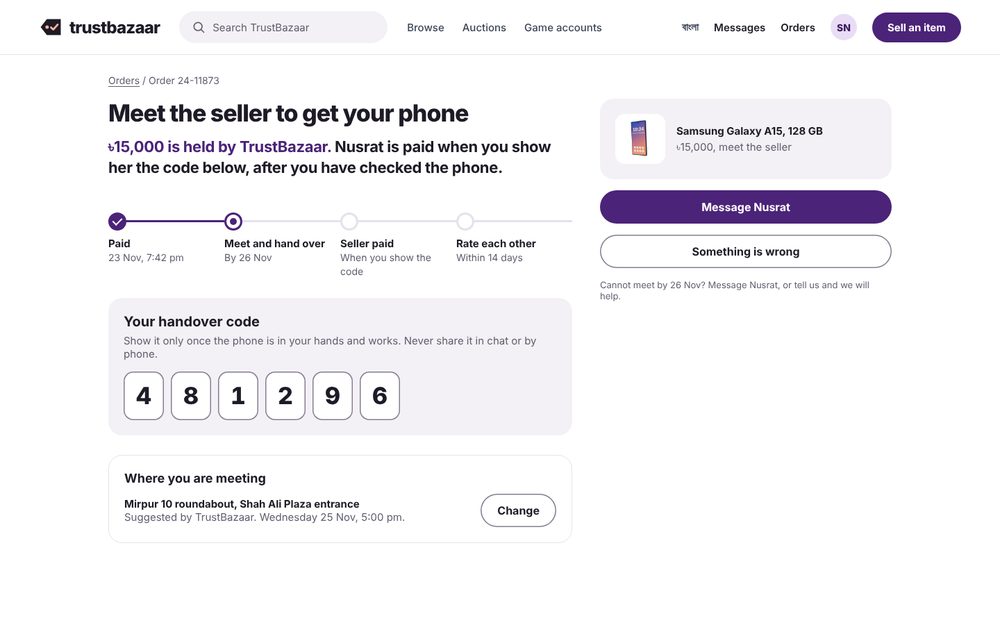 trustbazaar
Search TrustBazaar
Browse
Auctions
Game accounts
বাংলা
Messages
Orders
SN
Sell an item
Orders / Order 24-11873
Meet the seller to get your phone
৳15,000 is held by TrustBazaar. Nusrat is paid when you show
her the code below, after you have checked the phone.
Paid
23 Nov, 7:42 pm
Meet and hand over
By 26 Nov
Seller paid
When you show the
code
Rate each other
Within 14 days
Your handover code
Show it only once the phone is in your hands and works. Never share it in chat or by
phone.
4 8 1 2 9 6
Where you are meeting
Mirpur 10 roundabout, Shah Ali Plaza entrance
Suggested by TrustBazaar. Wednesday 25 Nov, 5:00 pm.
Change
Samsung Galaxy A15, 128 GB
৳15,000, meet the seller
Message Nusrat
Something is wrong
Cannot meet by 26 Nov? Message Nusrat, or tell us and we will
help.